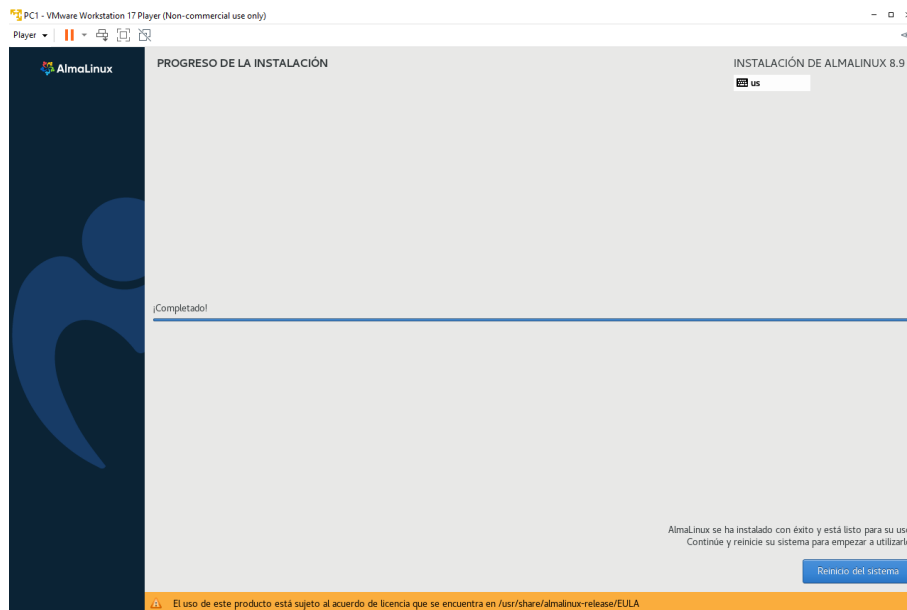 PC1 - VMware Workstation 17 Player (Non-commercial use only)
Player
AlmaLinux
PROGRESO DE LA INSTALACIÓN
INSTALACIÓN DE ALMALINUX 8.9
us
¡Completado!
AlmaLinux se ha instalado con éxito y está listo para su us
Continúe y reinicie su sistema para empezar a utilizarl
Reinicio del sistema
El uso de este producto está sujeto al acuerdo de licencia que se encuentra en /usr/share/almalinux-release/EULA